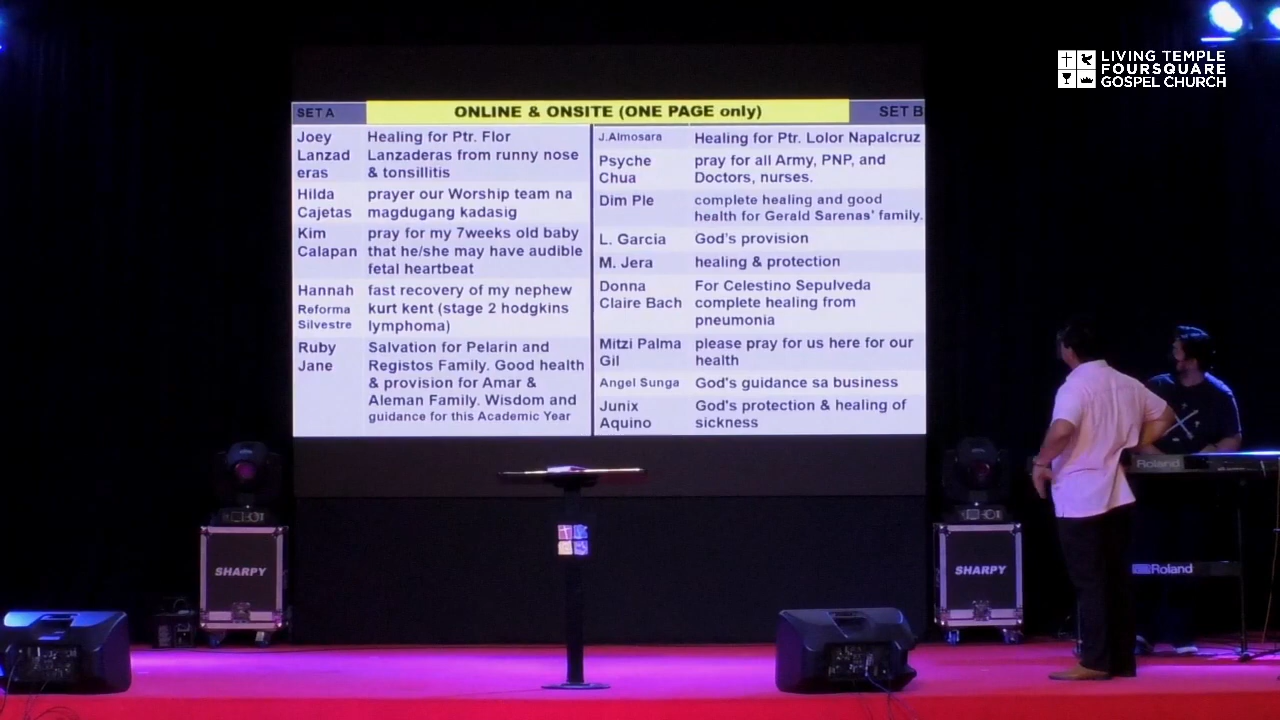 LIVING TEMPLE
FOURSQUARE
GOSPEL CHURCH
SET A
ONLINE & ONSITE (ONE PAGE only)
SET B
Joey
Lanzad
eras
Healing for Ptr. Flor
Lanzaderas from runny nose
& tonsillitis
Hilda
Cajetas
prayer our Worship team na
magdugang kadasig
Kim
Calapan
pray for my 7weeks old baby
that he/she may have audible
fetal heartbeat
Hannah
Reforma
Silvestre
fast recovery of my nephew
kurt kent (stage 2 hodgkins
lymphoma)
Ruby
Jane
Salvation for Pelarin and
Registos Family. Good health
& provision for Amar &
Aleman Family. Wisdom and
guidance for this Academic Year
J.Almosara
Healing for Ptr. Lolor Napalcruz
Psyche
Chua
pray for all Army, PNP, and
Doctors, nurses.
Dim Ple
complete healing and good
health for Gerald Sarenas' family.
L. Garcia
God's provision
M. Jera
healing & protection
Donna
Claire Bach
For Celestino Sepulveda
complete healing from
pneumonia
Mitzi Palma
Gil
please pray for us here for our
health
Angel Sunga
God's guidance sa business
Junix
Aquino
God's protection & healing of
sickness
SHARPY
SHARPY
Roland
Roland